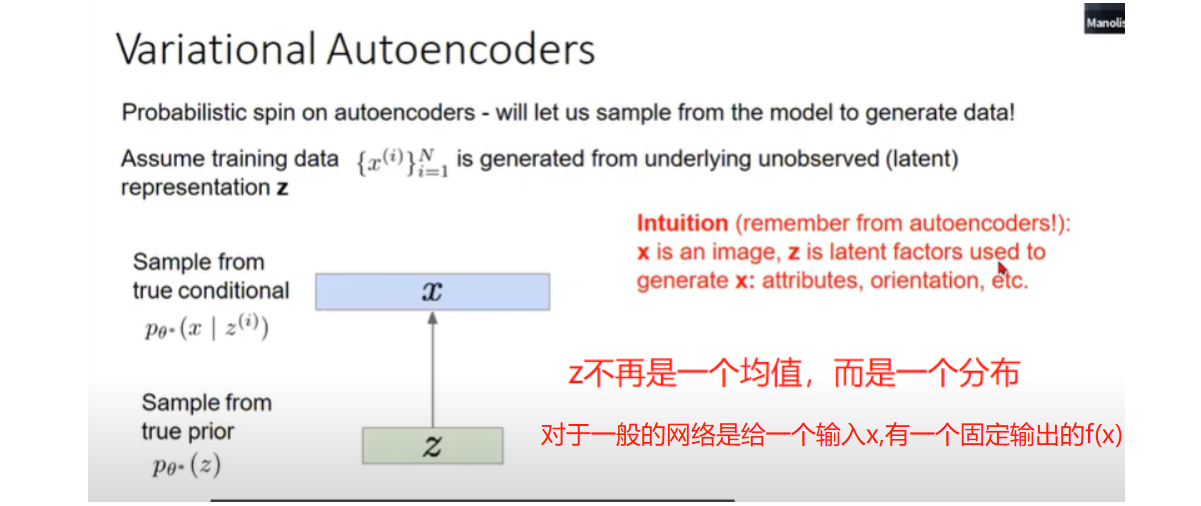 Manolis
Variational Autoencoders
Probabilistic spin on autoencoders - will let us sample from the model to generate data!
Assume training data {x^{(i)}}_{i=1}^{N} is generated from underlying unobserved (latent)
representation z
Intuition (remember from autoencoders!):
x is an image, z is latent factors used to
generate x: attributes, orientation, etc.
Sample from
true conditional
p_{θ*}(x | z^{(i)})
x
Sample from
true prior
p_{θ*}(z)
z
z不再是一个均值，而是一个分布
对于一般的网络是给一个输入x,有一个固定输出的f(x)